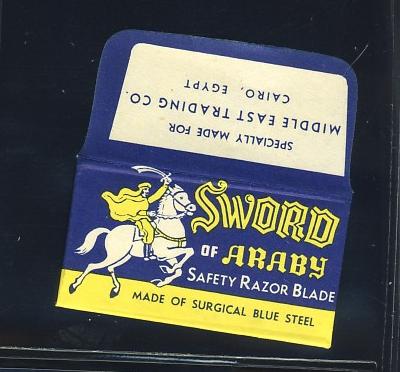 SPECIALLY MADE FOR
MIDDLE EAST TRADING CO.
CAIRO, EGYPT
SWORD
OF ARABY
SAFETY RAZOR BLADE
MADE OF SURGICAL BLUE STEEL